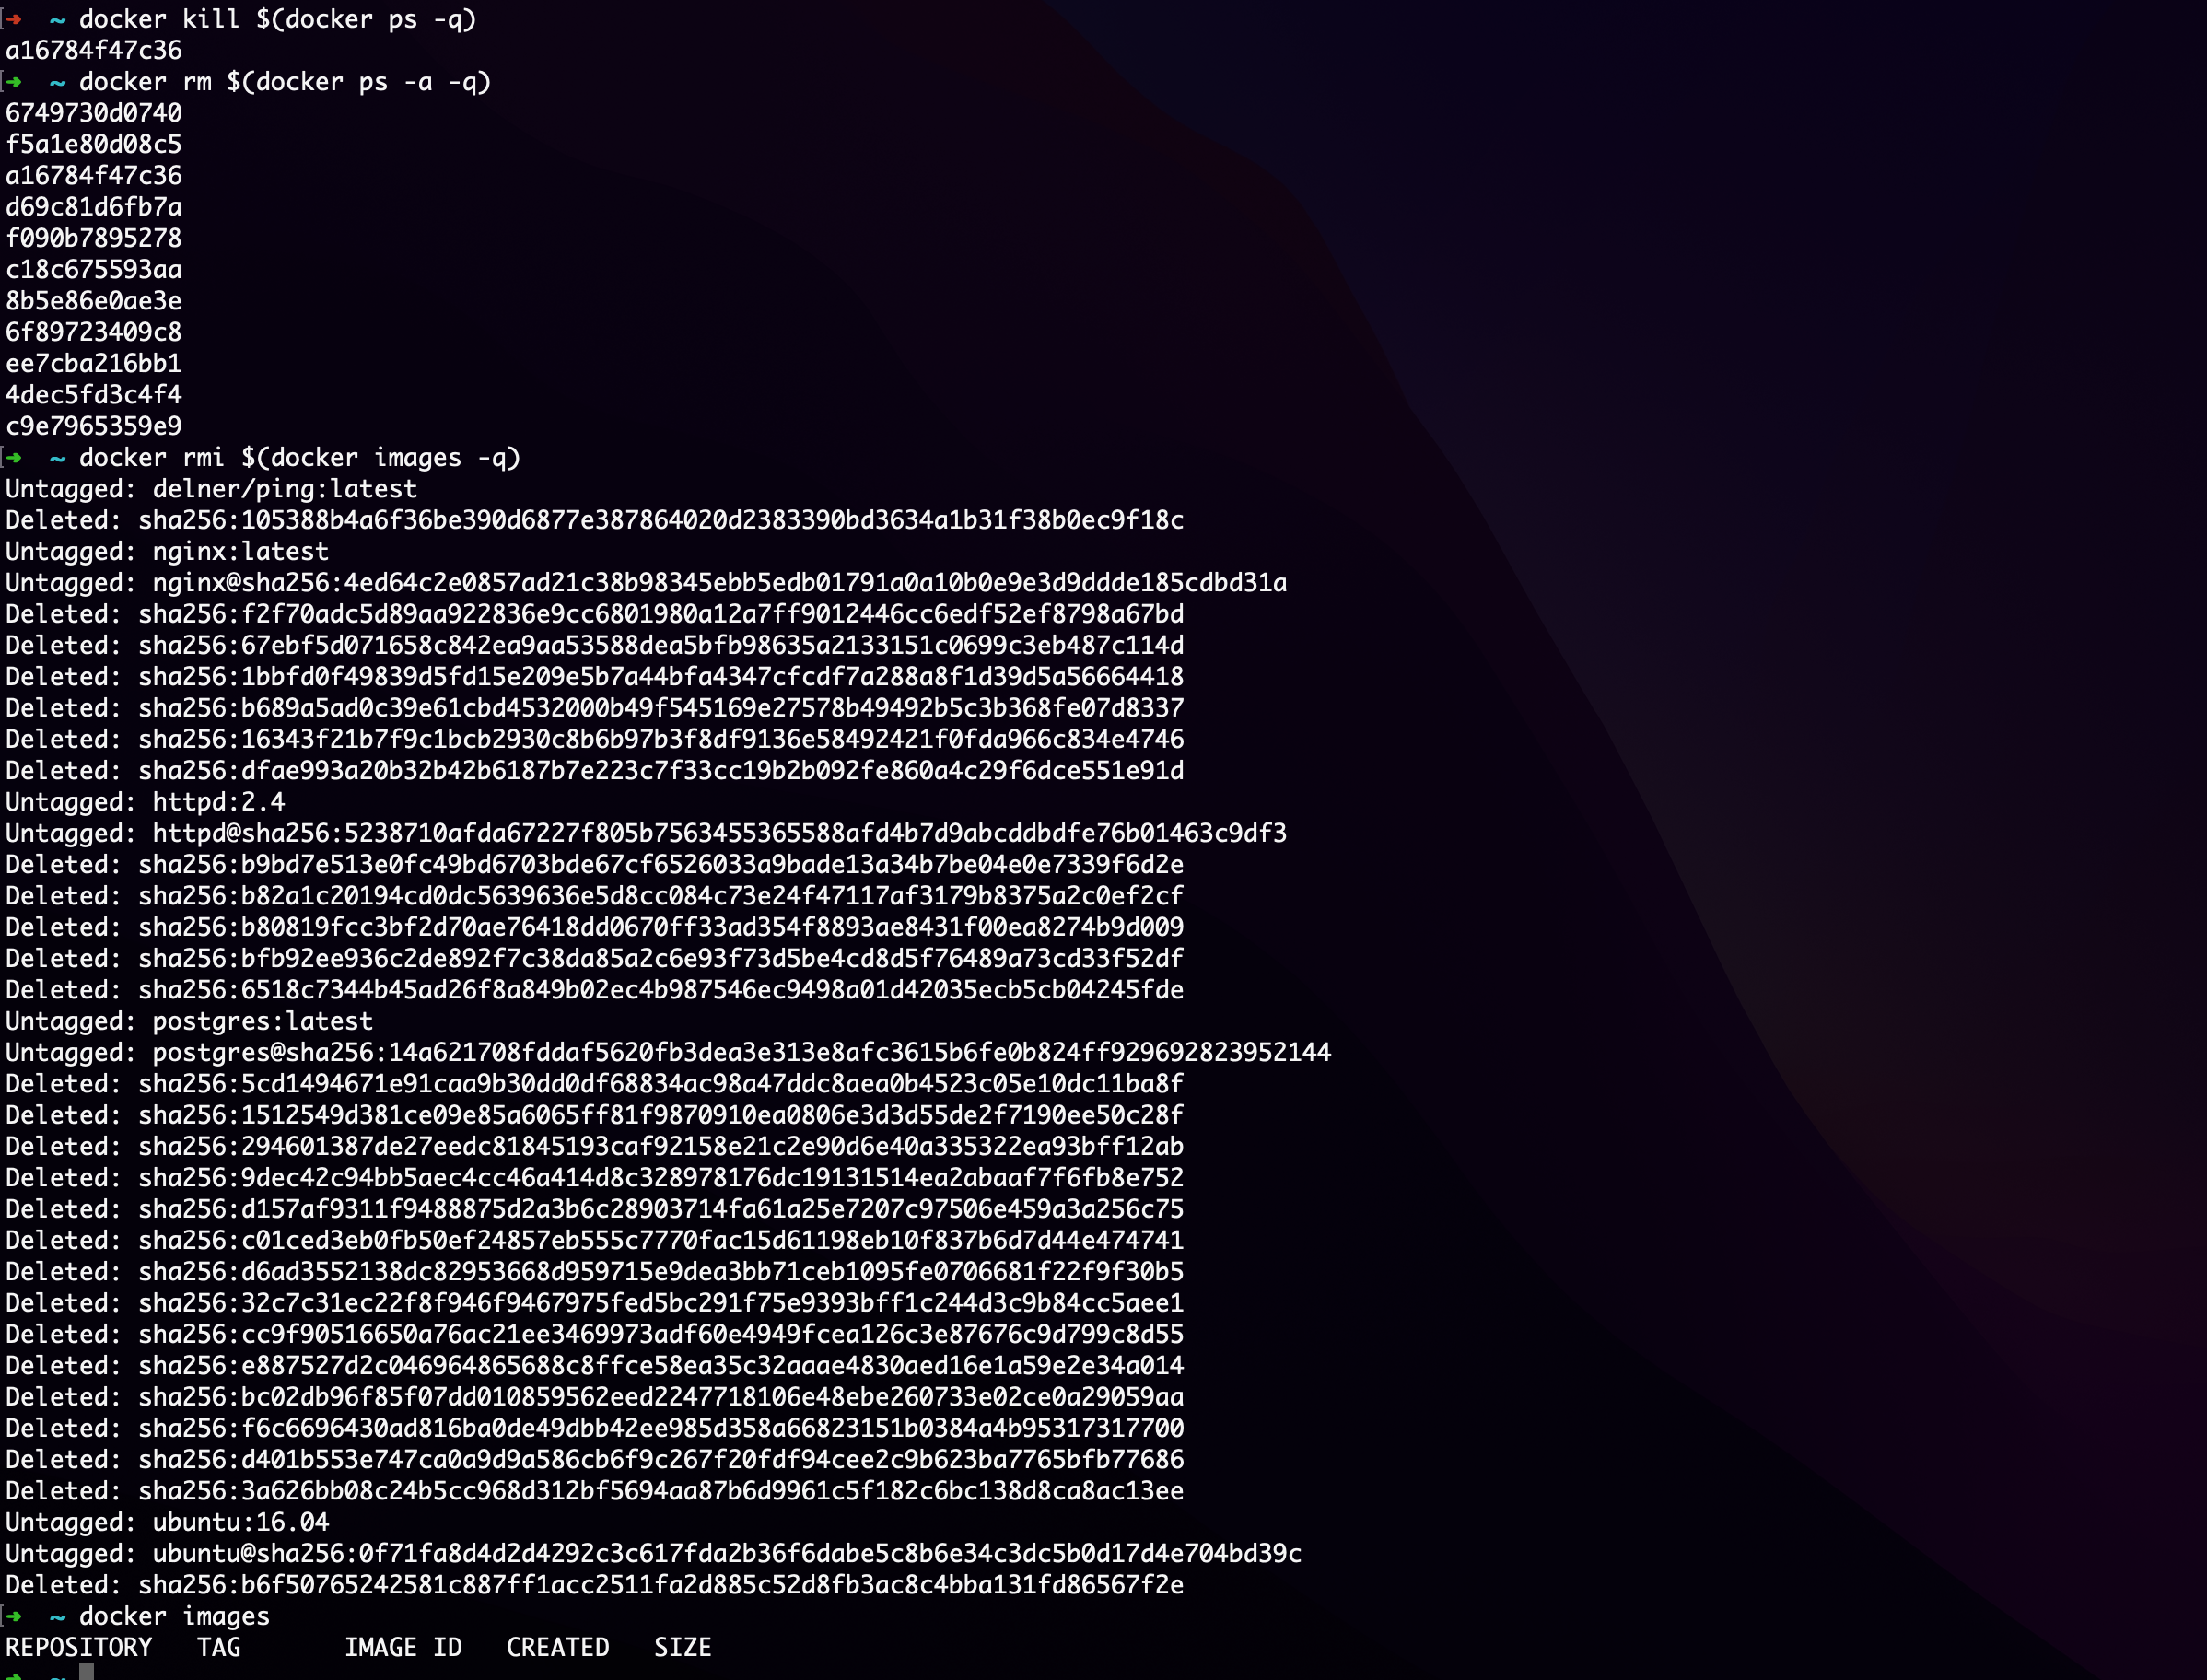 ➜  ~ docker kill $(docker ps -q)
a16784f47c36
➜  ~ docker rm $(docker ps -a -q)
6749730d0740
f5a1e80d08c5
a16784f47c36
d69c81d6fb7a
f090b7895278
c18c675593aa
8b5e86e0ae3e
6f89723409c8
ee7cba216bb1
4dec5fd3c4f4
c9e7965359e9
➜  ~ docker rmi $(docker images -q)
Untagged: delner/ping:latest
Deleted: sha256:105388b4a6f36be390d6877e387864020d2383390bd3634a1b31f38b0ec9f18c
Untagged: nginx:latest
Untagged: nginx@sha256:4ed64c2e0857ad21c38b98345ebb5edb01791a0a10b0e9e3d9ddde185cdbd31a
Deleted: sha256:f2f70adc5d89aa922836e9cc6801980a12a7ff9012446cc6edf52ef8798a67bd
Deleted: sha256:67ebf5d071658c842ea9aa53588dea5bfb98635a2133151c0699c3eb487c114d
Deleted: sha256:1bbfd0f49839d5fd15e209e5b7a44bfa4347cfcdf7a288a8f1d39d5a56664418
Deleted: sha256:b689a5ad0c39e61cbd4532000b49f545169e27578b49492b5c3b368fe07d8337
Deleted: sha256:16343f21b7f9c1bcb2930c8b6b97b3f8df9136e58492421f0fda966c834e4746
Deleted: sha256:dfae993a20b32b42b6187b7e223c7f33cc19b2b092fe860a4c29f6dce551e91d
Untagged: httpd:2.4
Untagged: httpd@sha256:5238710afda67227f805b7563455365588afd4b7d9abcddbdfe76b01463c9df3
Deleted: sha256:b9bd7e513e0fc49bd6703bde67cf6526033a9bade13a34b7be04e0e7339f6d2e
Deleted: sha256:b82a1c20194cd0dc5639636e5d8cc084c73e24f47117af3179b8375a2c0ef2cf
Deleted: sha256:b80819fcc3bf2d70ae76418dd0670ff33ad354f8893ae8431f00ea8274b9d009
Deleted: sha256:bfb92ee936c2de892f7c38da85a2c6e93f73d5be4cd8d5f76489a73cd33f52df
Deleted: sha256:6518c7344b45ad26f8a849b02ec4b987546ec9498a01d42035ecb5cb04245fde
Untagged: postgres:latest
Untagged: postgres@sha256:14a621708fddaf5620fb3dea3e313e8afc3615b6fe0b824ff929692823952144
Deleted: sha256:5cd1494671e91caa9b30dd0df68834ac98a47ddc8aea0b4523c05e10dc11ba8f
Deleted: sha256:1512549d381ce09e85a6065ff81f9870910ea0806e3d3d55de2f7190ee50c28f
Deleted: sha256:294601387de27eedc81845193caf92158e21c2e90d6e40a335322ea93bff12ab
Deleted: sha256:9dec42c94bb5aec4cc46a414d8c328978176dc19131514ea2abaaf7f6fb8e752
Deleted: sha256:d157af9311f9488875d2a3b6c28903714fa61a25e7207c97506e459a3a256c75
Deleted: sha256:c01ced3eb0fb50ef24857eb555c7770fac15d61198eb10f837b6d7d44e474741
Deleted: sha256:d6ad3552138dc82953668d959715e9dea3bb71ceb1095fe0706681f22f9f30b5
Deleted: sha256:32c7c31ec22f8f946f9467975fed5bc291f75e9393bff1c244d3c9b84cc5aee1
Deleted: sha256:cc9f90516650a76ac21ee3469973adf60e4949fcea126c3e87676c9d799c8d55
Deleted: sha256:e887527d2c046964865688c8ffce58ea35c32aaae4830aed16e1a59e2e34a014
Deleted: sha256:bc02db96f85f07dd010859562eed2247718106e48ebe260733e02ce0a29059aa
Deleted: sha256:f6c6696430ad816ba0de49dbb42ee985d358a66823151b0384a4b95317317700
Deleted: sha256:d401b553e747ca0a9d9a586cb6f9c267f20fdf94cee2c9b623ba7765bfb77686
Deleted: sha256:3a626bb08c24b5cc968d312bf5694aa87b6d9961c5f182c6bc138d8ca8ac13ee
Untagged: ubuntu:16.04
Untagged: ubuntu@sha256:0f71fa8d4d2d4292c3c617fda2b36f6dabe5c8b6e34c3dc5b0d17d4e704bd39c
Deleted: sha256:b6f50765242581c887ff1acc2511fa2d885c52d8fb3ac8c4bba131fd86567f2e
➜  ~ docker images
REPOSITORY   TAG       IMAGE ID   CREATED   SIZE
➜  ~